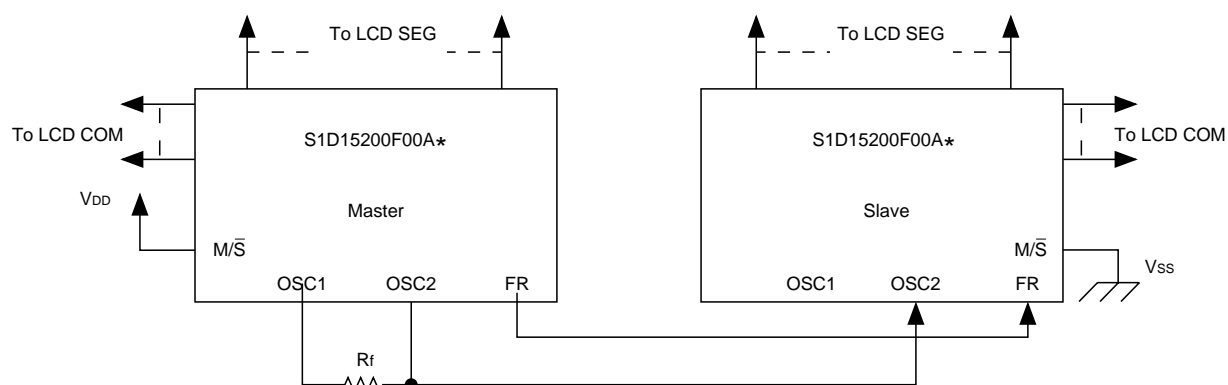 To LCD SEG
To LCD SEG
To LCD COM
S1D15200F00A*
Master
VDD
M/S̅
OSC1 OSC2 FR
Rf
S1D15200F00A*
To LCD COM
Slave
M/S̅
VSS
OSC1 OSC2 FR